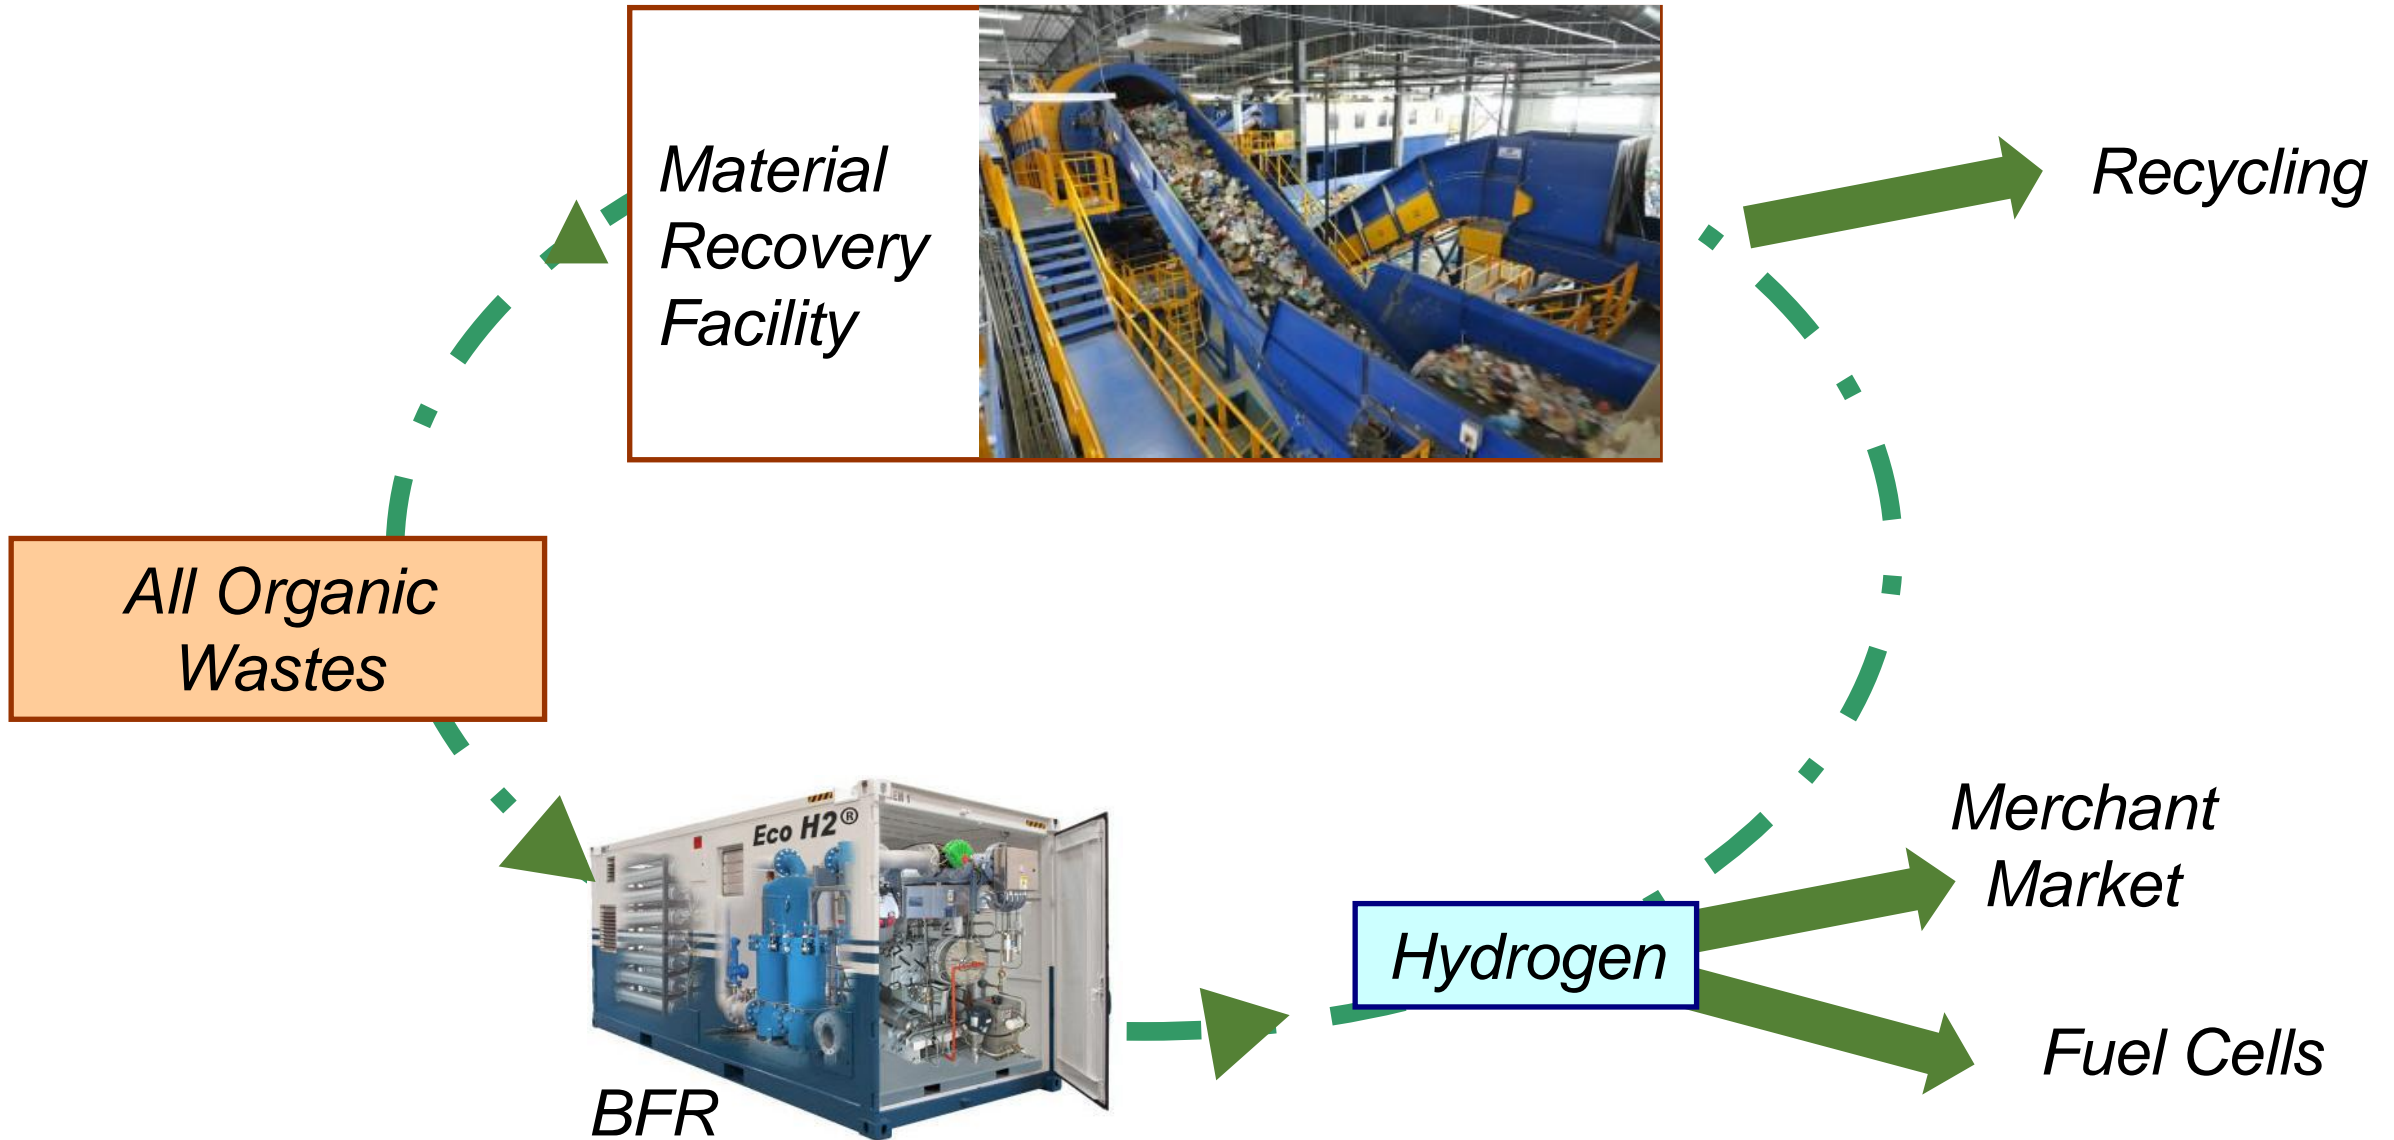 Material
Recovery
Facility
Recycling
All Organic
Wastes
Eco H2®
BFR
Hydrogen
Merchant
Market
Fuel Cells